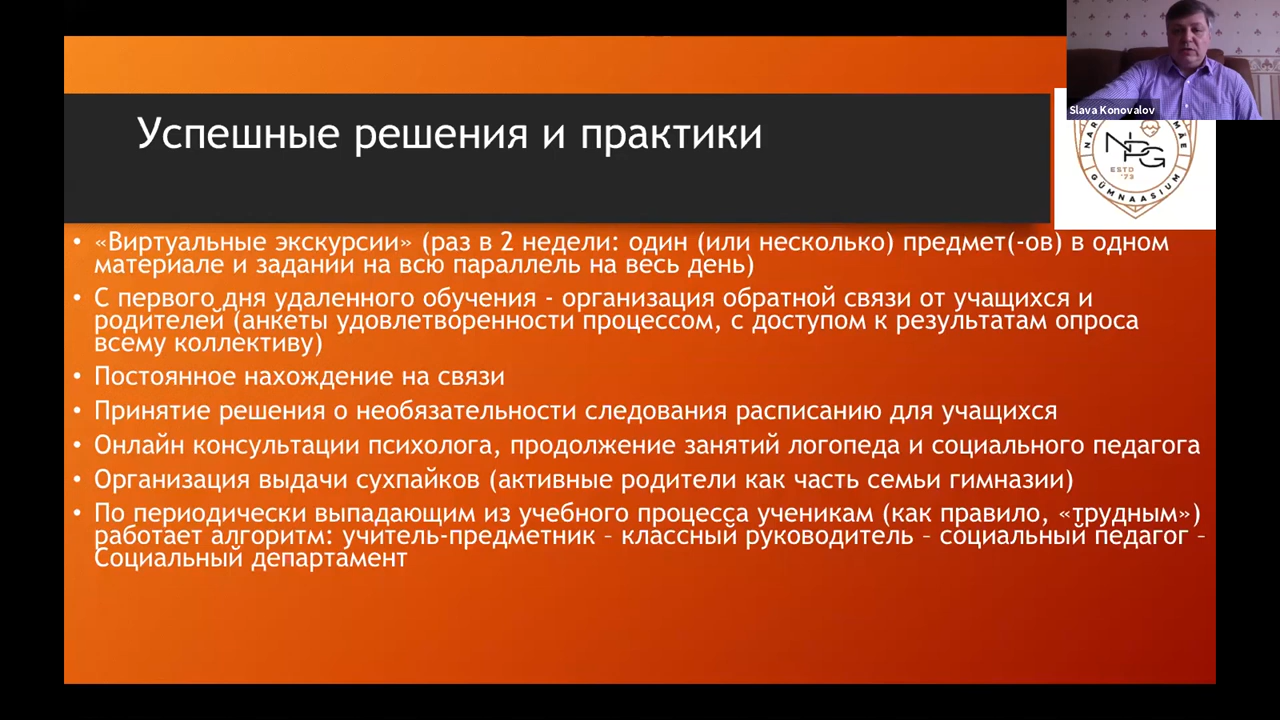 Slava Konovalov
Успешные решения и практики
NPG
ESTD
'73
GÜMNAASIUM
• «Виртуальные экскурсии» (раз в 2 недели: один (или несколько) предмет(-ов) в одном
материале и задании на всю параллель на весь день)
• С первого дня удаленного обучения - организация обратной связи от учащихся и
родителей (анкеты удовлетворенности процессом, с доступом к результатам опроса
всему коллективу)
• Постоянное нахождение на связи
• Принятие решения о необязательности следования расписанию для учащихся
• Онлайн консультации психолога, продолжение занятий логопеда и социального педагога
• Организация выдачи сухпайков (активные родители как часть семьи гимназии)
• По периодически выпадающим из учебного процесса ученикам (как правило, «трудным»)
работает алгоритм: учитель-предметник – классный руководитель – социальный педагог –
Социальный департамент